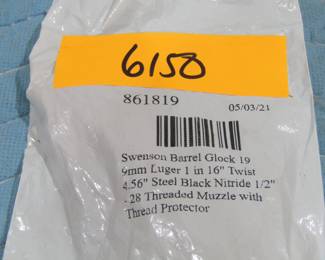 6150
861819 05/03/21
Swenson Barrel Glock 19
9mm Luger 1 in 16" Twist
4.56" Steel Black Nitride 1/2"
- 28 Threaded Muzzle with
Thread Protector